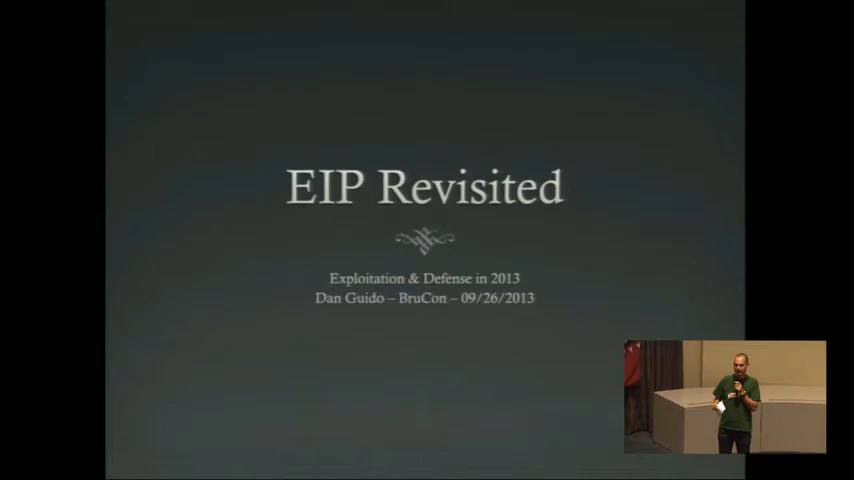 EIP Revisited
Exploitation & Defense in 2013
Dan Guido – BruCon – 09/26/2013